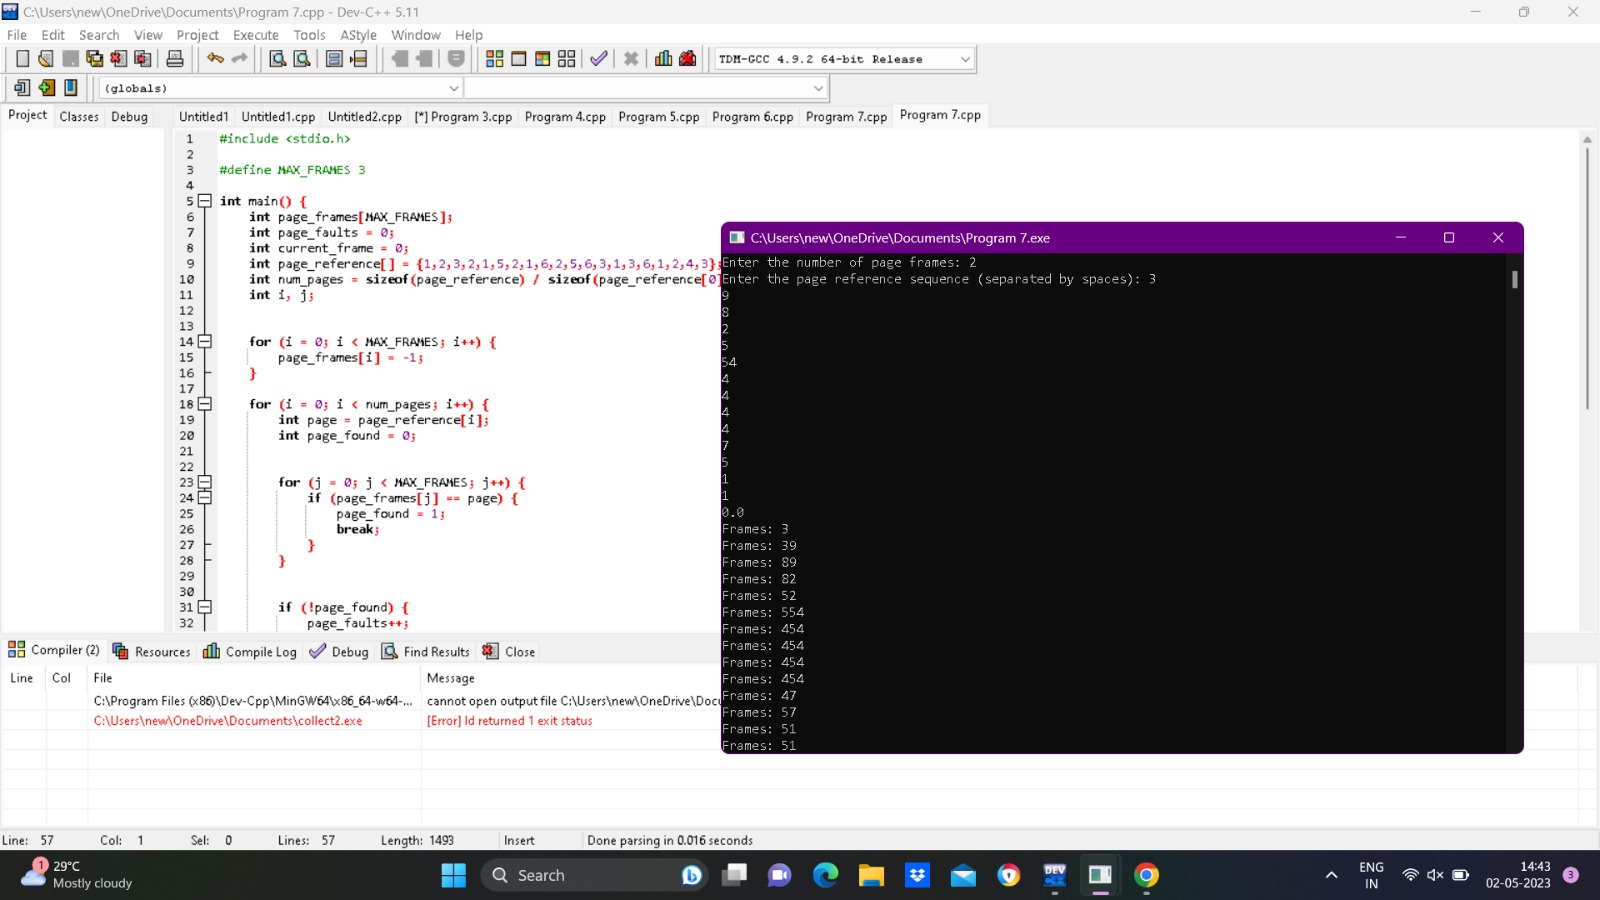 C:\Users\new\OneDrive\Documents\Program 7.cpp - Dev-C++ 5.11
File Edit Search View Project Execute Tools AStyle Window Help
TDM-GCC 4.9.2 64-bit Release
(globals)
Project Classes Debug Untitled1 Untitled1.cpp Untitled2.cpp [*] Program 3.cpp Program 4.cpp Program 5.cpp Program 6.cpp Program 7.cpp Program 7.cpp
1 #include <stdio.h>
2
3 #define MAX_FRAMES 3
4
5 int main() {
6 int page_frames[MAX_FRAMES];
7 int page_faults = 0;
8 int current_frame = 0;
9 int page_reference[] = {1,2,3,2,1,5,2,1,6,2,5,6,3,1,3,6,1,2,4,3};
10 int num_pages = sizeof(page_reference) / sizeof(page_reference[0]
11 int i, j;
12
13
14 for (i = 0; i < MAX_FRAMES; i++) {
15 page_frames[i] = -1;
16 }
17
18 for (i = 0; i < num_pages; i++) {
19 int page = page_reference[i];
20 int page_found = 0;
21
22
23 for (j = 0; j < MAX_FRAMES; j++) {
24 if (page_frames[j] == page) {
25 page_found = 1;
26 break;
27 }
28 }
29
30
31 if (!page_found) {
32 page_faults++;
C:\Users\new\OneDrive\Documents\Program 7.exe
Enter the number of page frames: 2
Enter the page reference sequence (separated by spaces): 3
9
8
2
5
54
4
4
4
4
7
5
1
1
0.0
Frames: 3
Frames: 39
Frames: 89
Frames: 82
Frames: 52
Frames: 554
Frames: 454
Frames: 454
Frames: 454
Frames: 454
Frames: 47
Frames: 57
Frames: 51
Frames: 51
Compiler (2) Resources Compile Log Debug Find Results Close
Line Col File Message
C:\Program Files (x86)\Dev-Cpp\MinGW64\x86_64-w64-... cannot open output file C:\Users\new\OneDrive\Docu
C:\Users\new\OneDrive\Documents\collect2.exe [Error] ld returned 1 exit status
Line: 57 Col: 1 Sel: 0 Lines: 57 Length: 1493 Insert Done parsing in 0.016 seconds
1
29°C
Mostly cloudy
Search
DEV
ENG
IN
14:43
02-05-2023
3